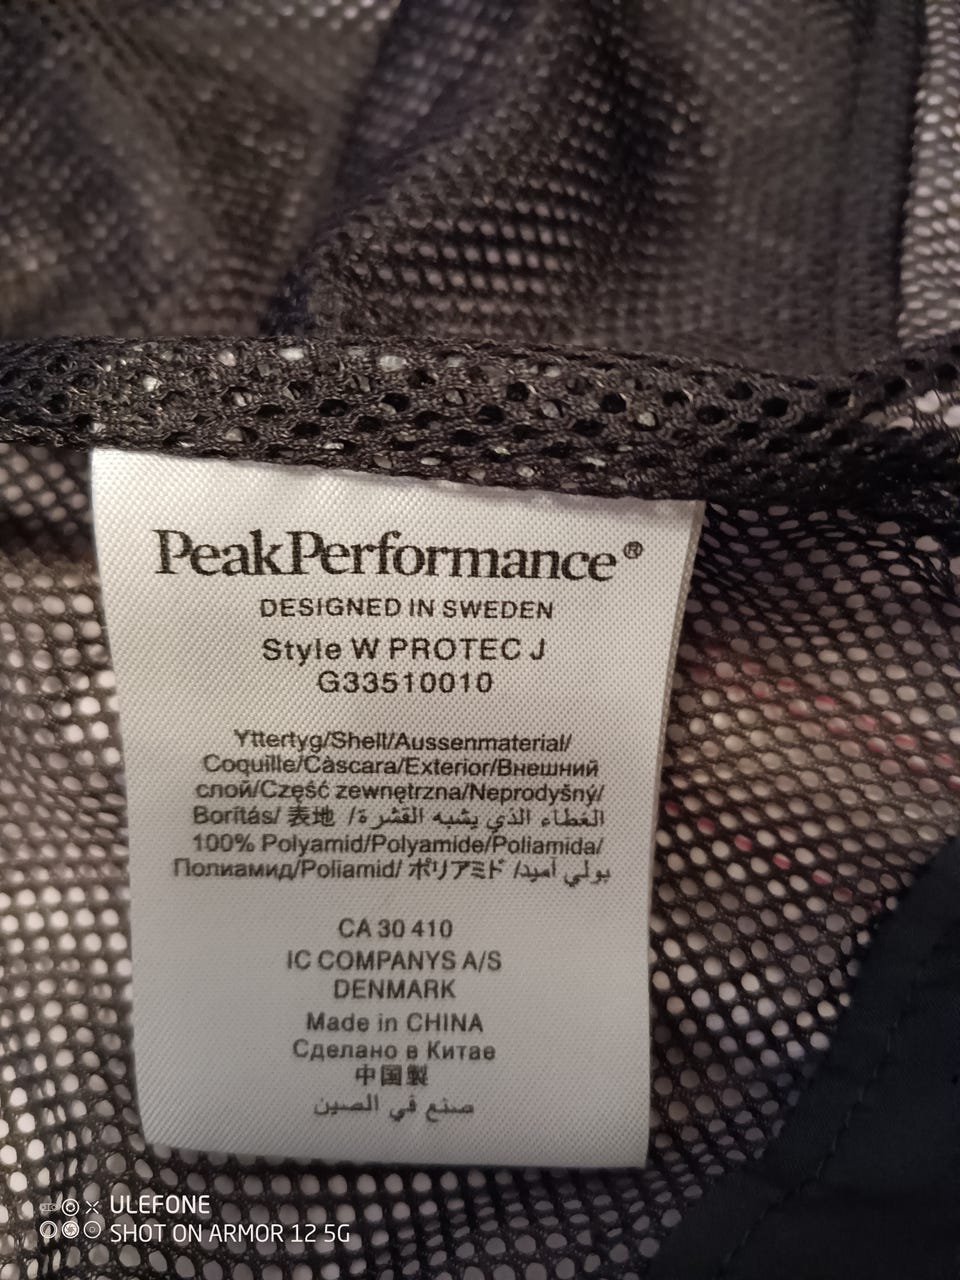 PeakPerformance®
DESIGNED IN SWEDEN
Style W PROTEC J
G33510010
Yttertyg/Shell/Aussenmaterial/
Coquille/Càscara/Exterior/Внешний
слой/Część zewnętrzna/Neprodyšný/
Borítás/ 表地 /الغطاء الذي يشبه القشرة
100% Polyamid/Polyamide/Poliamida/
Полиамид/Poliamid/ ポリアミド /بولي أميد
CA 30 410
IC COMPANYS A/S
DENMARK
Made in CHINA
Сделано в Китае
中国製
صنع في الصين
ULEFONE
SHOT ON ARMOR 12 5G